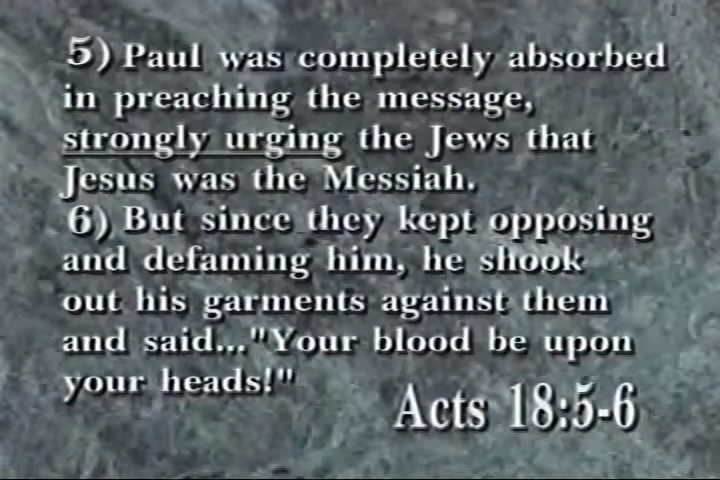 5) Paul was completely absorbed
in preaching the message,
strongly urging the Jews that
Jesus was the Messiah.
6) But since they kept opposing
and defaming him, he shook
out his garments against them
and said..."Your blood be upon
your heads!"
Acts 18:5-6